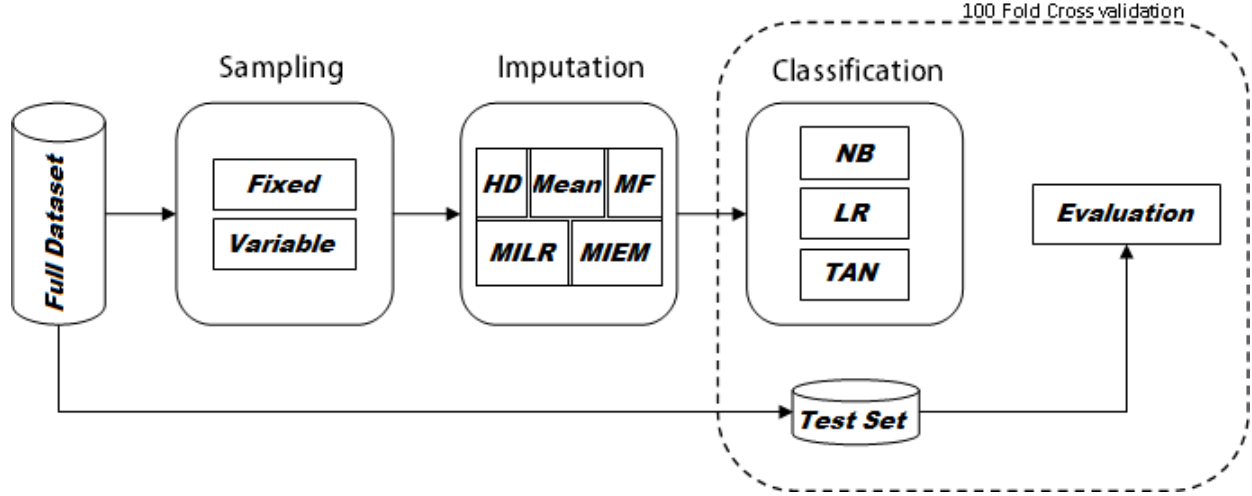 100 Fold Cross validation
Sampling
Imputation
Classification
Full Dataset
Fixed
Variable
HD Mean MF
MILR MIEM
NB
LR
TAN
Evaluation
Test Set